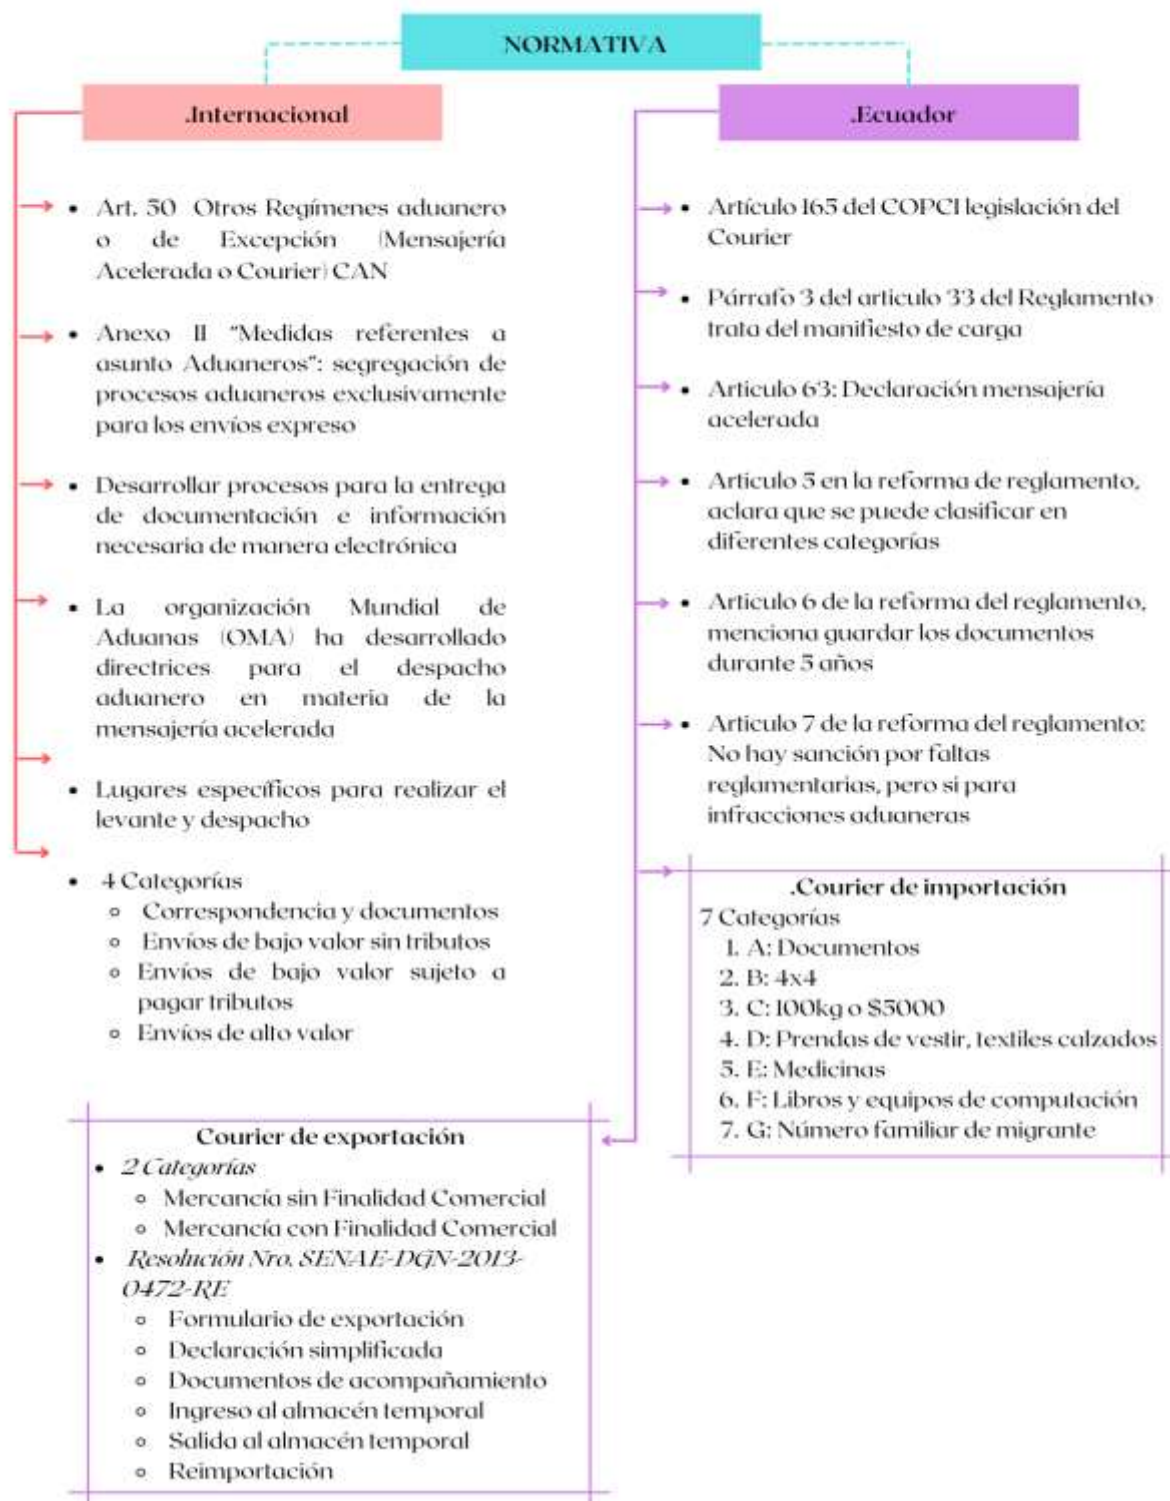 NORMATIVA
.Internacional
• Art. 50 Otros Regímenes aduanero
o de Excepción (Mensajería
Acelerada o Courier) CAN
• Anexo II "Medidas referentes a
asunto Aduaneros": segregación de
procesos aduaneros exclusivamente
para los envíos expreso
• Desarrollar procesos para la entrega
de documentación e información
necesaria de manera electrónica
• La organización Mundial de
Aduanas (OMA) ha desarrollado
directrices para el despacho
aduanero en materia de la
mensajería acelerada
• Lugares específicos para realizar el
levante y despacho
• 4 Categorías
Correspondencia y documentos
Envíos de bajo valor sin tributos
Envíos de bajo valor sujeto a
pagar tributos
Envíos de alto valor
.Ecuador
• Artículo 165 del COPCI legislación del
Courier
• Párrafo 3 del articulo 33 del Reglamento
trata del manifiesto de carga
• Articulo 63: Declaración mensajería
acelerada
• Articulo 5 en la reforma de reglamento,
aclara que se puede clasificar en
diferentes categorías
• Articulo 6 de la reforma del reglamento,
menciona guardar los documentos
durante 5 años
• Articulo 7 de la reforma del reglamento:
No hay sanción por faltas
reglamentarias, pero si para
infracciones aduaneras
.Courier de importación
7 Categorías
1. A: Documentos
2. B: 4x4
3. C: 100kg o $5000
4. D: Prendas de vestir, textiles calzados
5. E: Medicinas
6. F: Libros y equipos de computación
7. G: Número familiar de migrante
Courier de exportación
• 2 Categorías
Mercancía sin Finalidad Comercial
Mercancía con Finalidad Comercial
• Resolución Nro. SENAE-DGN-2013-
0472-RE
Formulario de exportación
Declaración simplificada
Documentos de acompañamiento
Ingreso al almacén temporal
Salida al almacén temporal
Reimportación